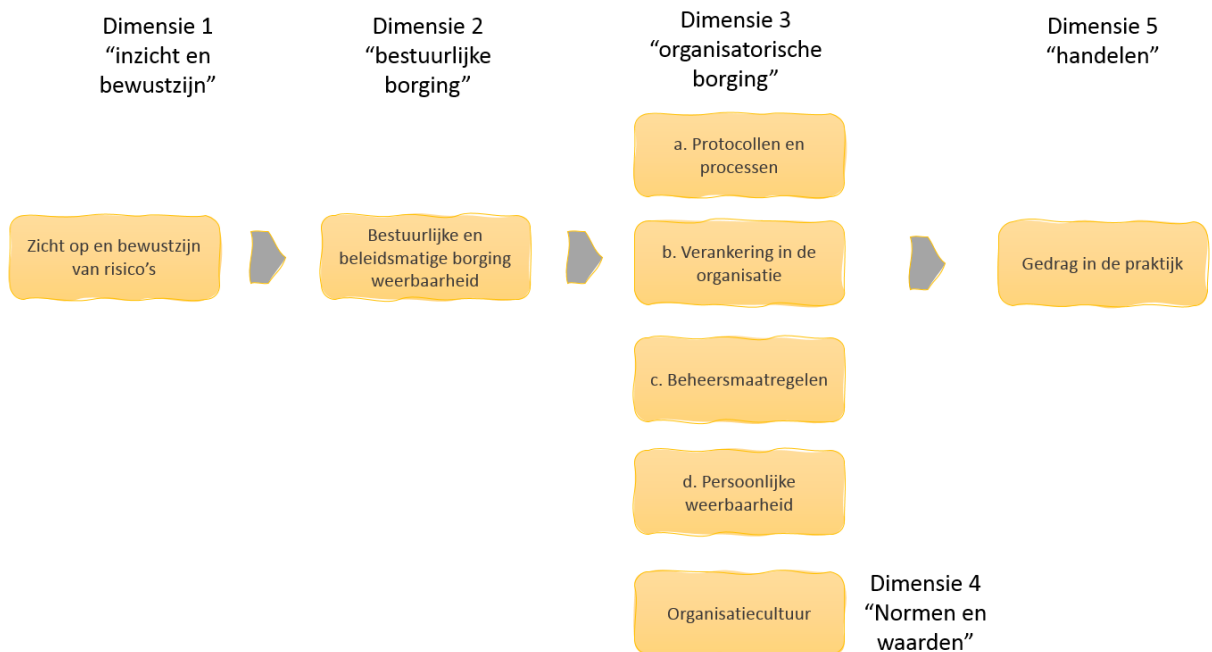 Dimensie 1
“inzicht en
bewustzijn”
Dimensie 2
“bestuurlijke
borging”
Dimensie 3
“organisatorische
borging”
Dimensie 5
“handelen”
Zicht op en bewustzijn
van risico’s
Bestuurlijke en
beleidsmatige borging
weerbaarheid
a. Protocollen en
processen
b. Verankering in de
organisatie
c. Beheersmaatregelen
d. Persoonlijke
weerbaarheid
Organisatiecultuur
Dimensie 4
“Normen en
waarden”
Gedrag in de praktijk